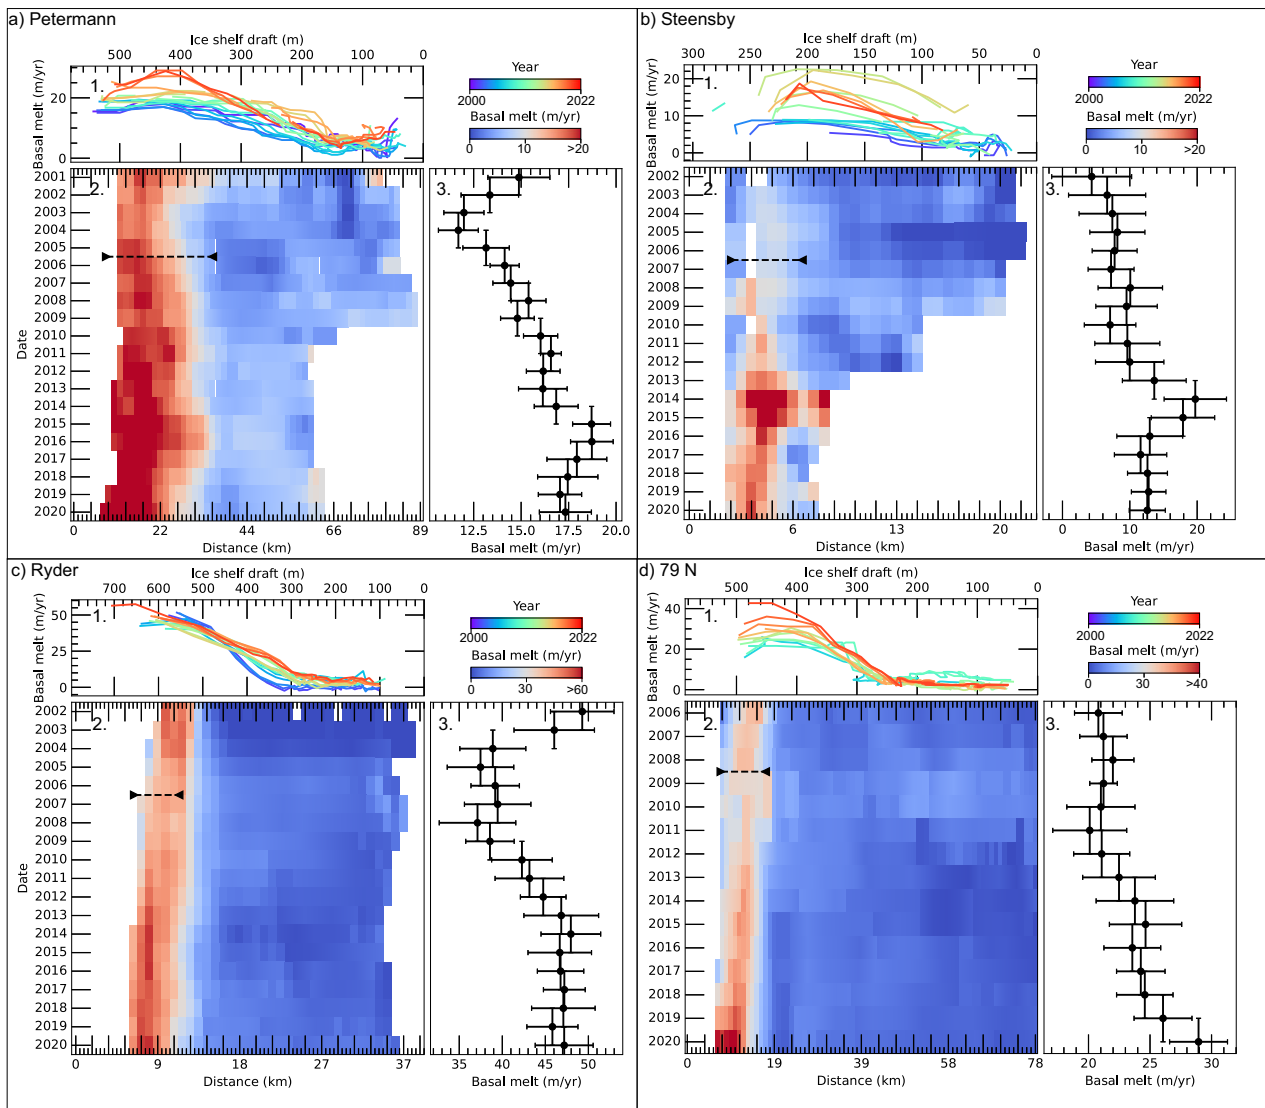 a) Petermann
Ice shelf draft (m)
500 400 300 200 100 0
Basal melt (m/yr)
20
0
1.
Year
2000 2022
Basal melt (m/yr)
0 10 >20
2.
3.
Date
2001
2002
2003
2004
2005
2006
2007
2008
2009
2010
2011
2012
2013
2014
2015
2016
2017
2018
2019
2020
0 22 44 66 89
Distance (km)
12.5 15.0 17.5 20.0
Basal melt (m/yr)
b) Steensby
Ice shelf draft (m)
300 200 150 100 50 0
Basal melt (m/yr)
20
10
0
1.
Year
2000 2022
Basal melt (m/yr)
0 10 >20
2.
3.
2002
2003
2004
2005
2006
2007
2008
2009
2010
2011
2012
2013
2014
2015
2016
2017
2018
2019
2020
0 6 13 20
Distance (km)
0 10 20
Basal melt (m/yr)
c) Ryder
Ice shelf draft (m)
700 600 500 400 300 200 100 0
Basal melt (m/yr)
50
25
0
1.
Year
2000 2022
Basal melt (m/yr)
0 30 >60
2.
3.
Date
2002
2003
2004
2005
2006
2007
2008
2009
2010
2011
2012
2013
2014
2015
2016
2017
2018
2019
2020
0 9 18 27 37
Distance (km)
35 40 45 50
Basal melt (m/yr)
d) 79 N
Ice shelf draft (m)
500 400 300 200 100 0
Basal melt (m/yr)
40
20
0
1.
Year
2000 2022
Basal melt (m/yr)
0 30 >40
2.
3.
2006
2007
2008
2009
2010
2011
2012
2013
2014
2015
2016
2017
2018
2019
2020
0 19 39 58 78
Distance (km)
20 25 30
Basal melt (m/yr)